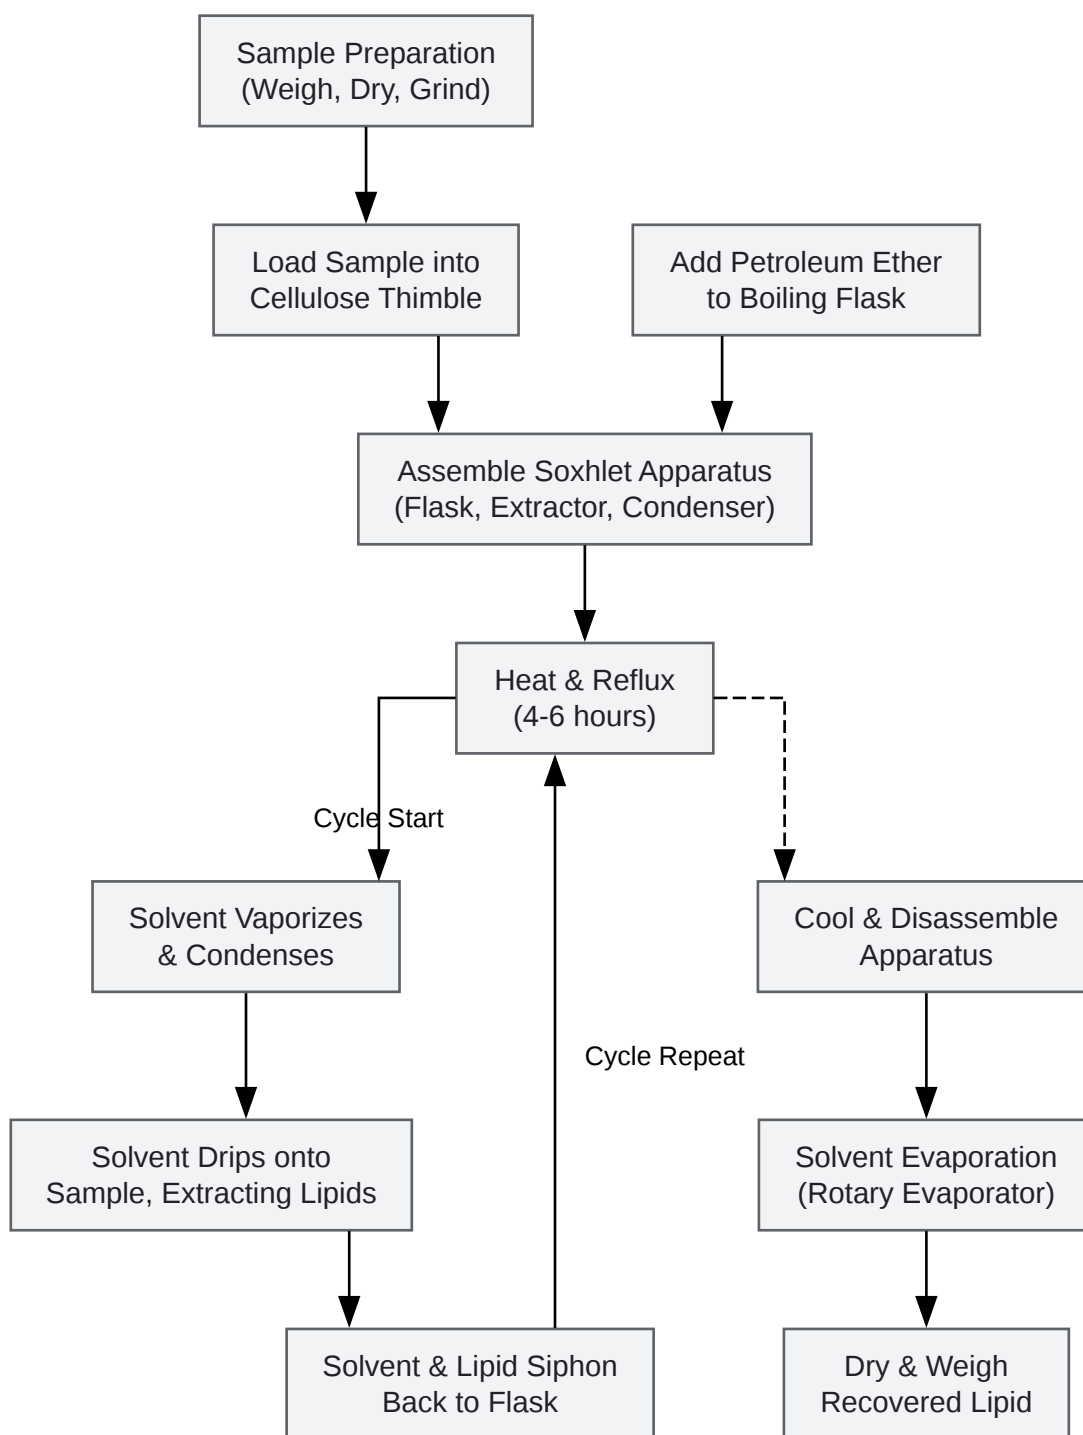 Sample Preparation
(Weigh, Dry, Grind)
Load Sample into
Cellulose Thimble
Add Petroleum Ether
to Boiling Flask
Assemble Soxhlet Apparatus
(Flask, Extractor, Condenser)
Heat & Reflux
(4-6 hours)
Cycle Start
Solvent Vaporizes
& Condenses
Cool & Disassemble
Apparatus
Cycle Repeat
Solvent Drips onto
Sample, Extracting Lipids
Solvent Evaporation
(Rotary Evaporator)
Solvent & Lipid Siphon
Back to Flask
Dry & Weigh
Recovered Lipid